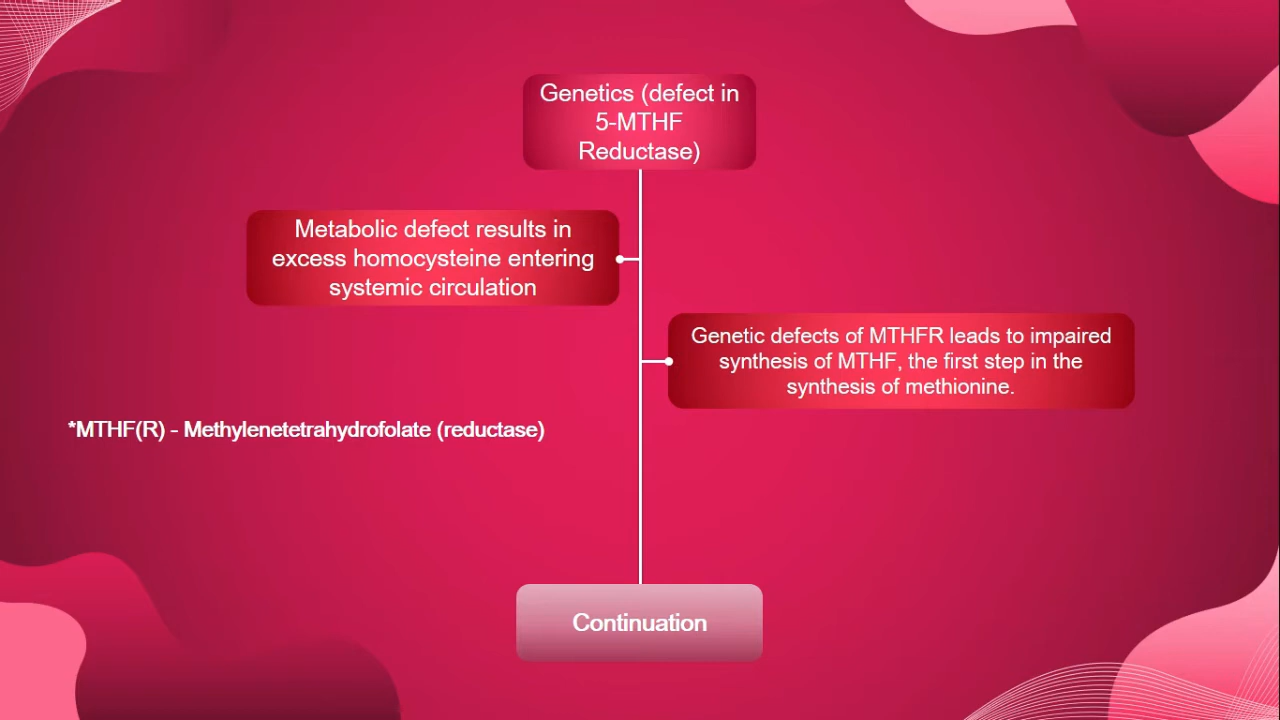 Genetics (defect in
5-MTHF
Reductase)
Metabolic defect results in
excess homocysteine entering
systemic circulation
Genetic defects of MTHFR leads to impaired
synthesis of MTHF, the first step in the
synthesis of methionine.
*MTHF(R) - Methylenetetrahydrofolate (reductase)
Continuation